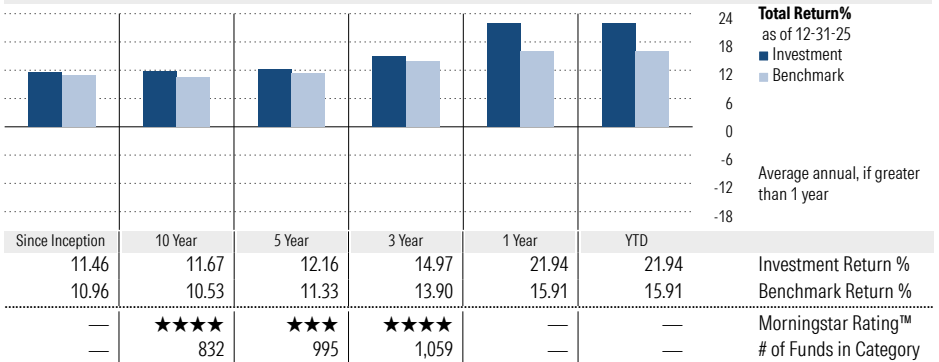 24
18
12
6
0
-6
-12
-18
Total Return%
as of 12-31-25
■ Investment
■ Benchmark
Average annual, if greater
than 1 year
Since Inception 10 Year 5 Year 3 Year 1 Year YTD
11.46 11.67 12.16 14.97 21.94 21.94 Investment Return %
10.96 10.53 11.33 13.90 15.91 15.91 Benchmark Return %
— ★★★★ ★★★ ★★★★ — — Morningstar Rating™
— 832 995 1,059 — — # of Funds in Category